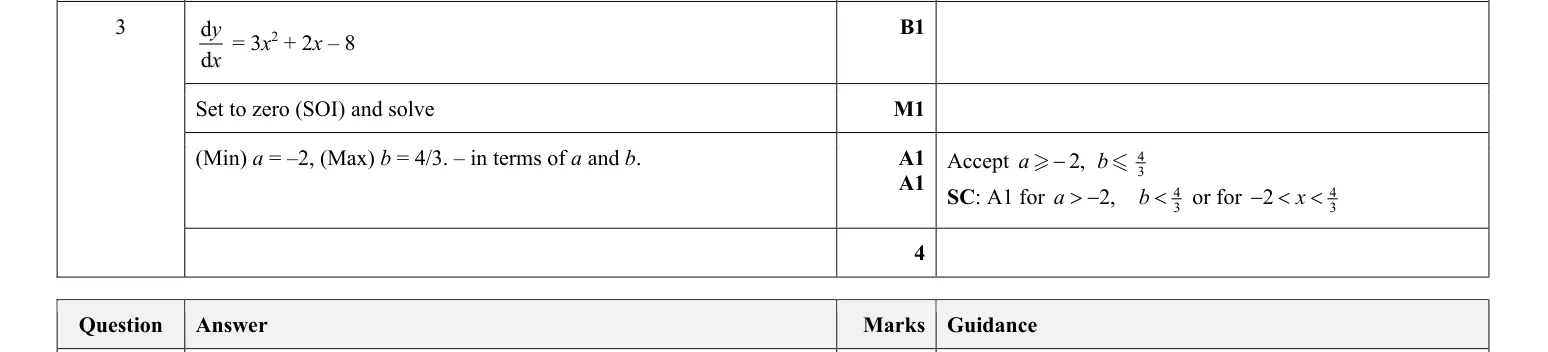 3
dy
dx
= 3x² + 2x – 8
B1
Set to zero (SOI) and solve
M1
(Min) a = –2, (Max) b = 4/3. – in terms of a and b.
A1
A1
Accept a ⩾ –2, b ⩽ 4/3
SC: A1 for a > –2, b < 4/3 or for –2 < x < 4/3
4
Question Answer Marks Guidance